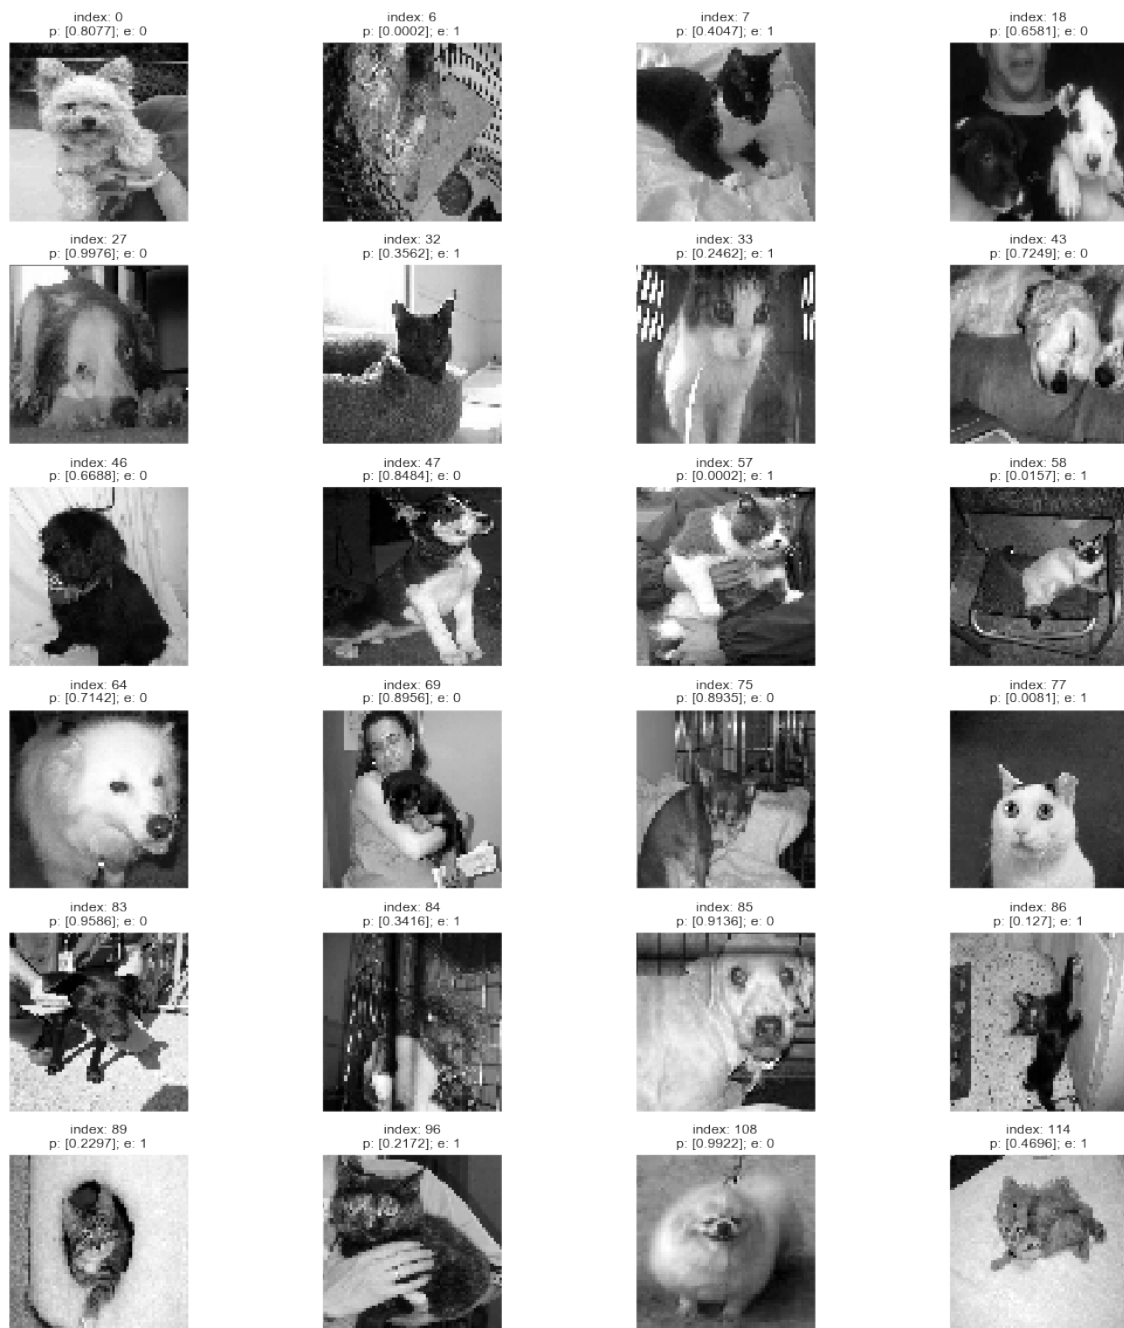 index: 0
p: [0.8077]; e: 0
index: 6
p: [0.0002]; e: 1
index: 7
p: [0.4047]; e: 1
index: 18
p: [0.6581]; e: 0
index: 27
p: [0.9976]; e: 0
index: 32
p: [0.3562]; e: 1
index: 33
p: [0.2462]; e: 1
index: 43
p: [0.7249]; e: 0
index: 46
p: [0.6688]; e: 0
index: 47
p: [0.8484]; e: 0
index: 57
p: [0.0002]; e: 1
index: 58
p: [0.0157]; e: 1
index: 64
p: [0.7142]; e: 0
index: 69
p: [0.8956]; e: 0
index: 75
p: [0.8935]; e: 0
index: 77
p: [0.0081]; e: 1
index: 83
p: [0.9586]; e: 0
index: 84
p: [0.3416]; e: 1
index: 85
p: [0.9136]; e: 0
index: 86
p: [0.127]; e: 1
index: 89
p: [0.2297]; e: 1
index: 96
p: [0.2172]; e: 1
index: 108
p: [0.9922]; e: 0
index: 114
p: [0.4696]; e: 1